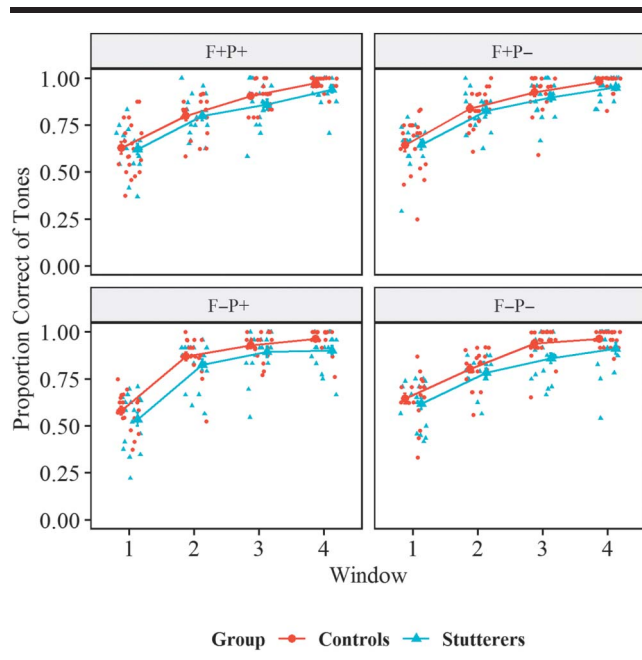 F+P+
F+P−
1.00
0.75
0.50
0.25
0.00
F−P+
F−P−
1.00
0.75
0.50
0.25
0.00
Proportion Correct of Tones
1 2 3 4
1 2 3 4
Window
Group Controls Stutterers